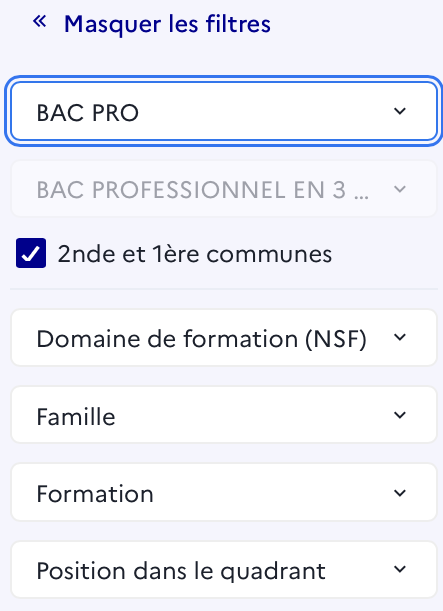 « Masquer les filtres
BAC PRO
BAC PROFESSIONNEL EN 3 ...
2nde et 1ère communes
Domaine de formation (NSF)
Famille
Formation
Position dans le quadrant